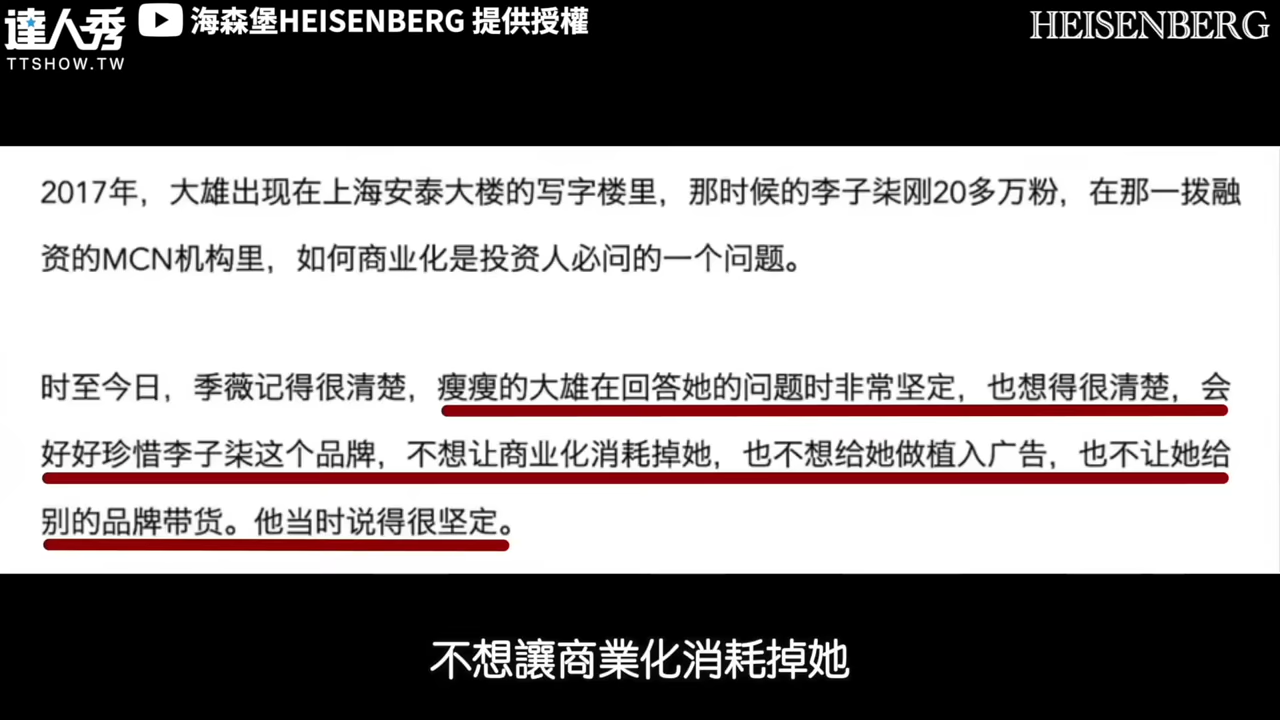 達人秀
TTSHOW.TW
海森堡HEISENBERG 提供授權
HEISENBERG
2017年，大雄出现在上海安泰大楼的写字楼里，那时候的李子柒刚20多万粉，在那一拨融
资的MCN机构里，如何商业化是投资人必问的一个问题。
时至今日，季薇记得很清楚，瘦瘦的大雄在回答她的问题时非常坚定，也想得很清楚，会
好好珍惜李子柒这个品牌，不想让商业化消耗掉她，也不想给她做植入广告，也不让她给
别的品牌带货。他当时说得很坚定。
不想讓商業化消耗掉她